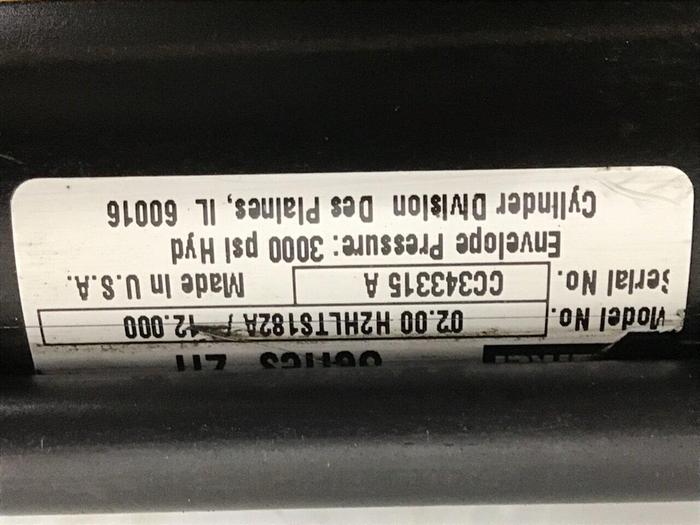 Series 2H
Model No. 02.00 H2HLTS182A / 12.000
Serial No. CC343315 A Made In U.S.A.
Envelope Pressure: 3000 psi Hyd
Cylinder Division Des Plaines, IL 60016